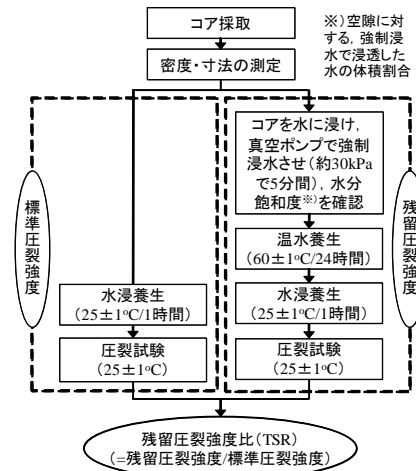 コア採取
※)空隙に対
する，強制浸
水で浸透した
水の体積割合
密度・寸法の測定
標準圧裂強度
水浸養生
(25±1ºC/1時間)
圧裂試験
(25±1ºC)
コアを水に浸け，
真空ポンプで強制
浸水させ(約30kPa
で5分間)，水分
飽和度※)を確認
温水養生
(60±1ºC/24時間)
水浸養生
(25±1ºC/1時間)
圧裂試験
(25±1ºC)
残留圧裂強度
残留圧裂強度比(TSR)
(=残留圧裂強度/標準圧裂強度)